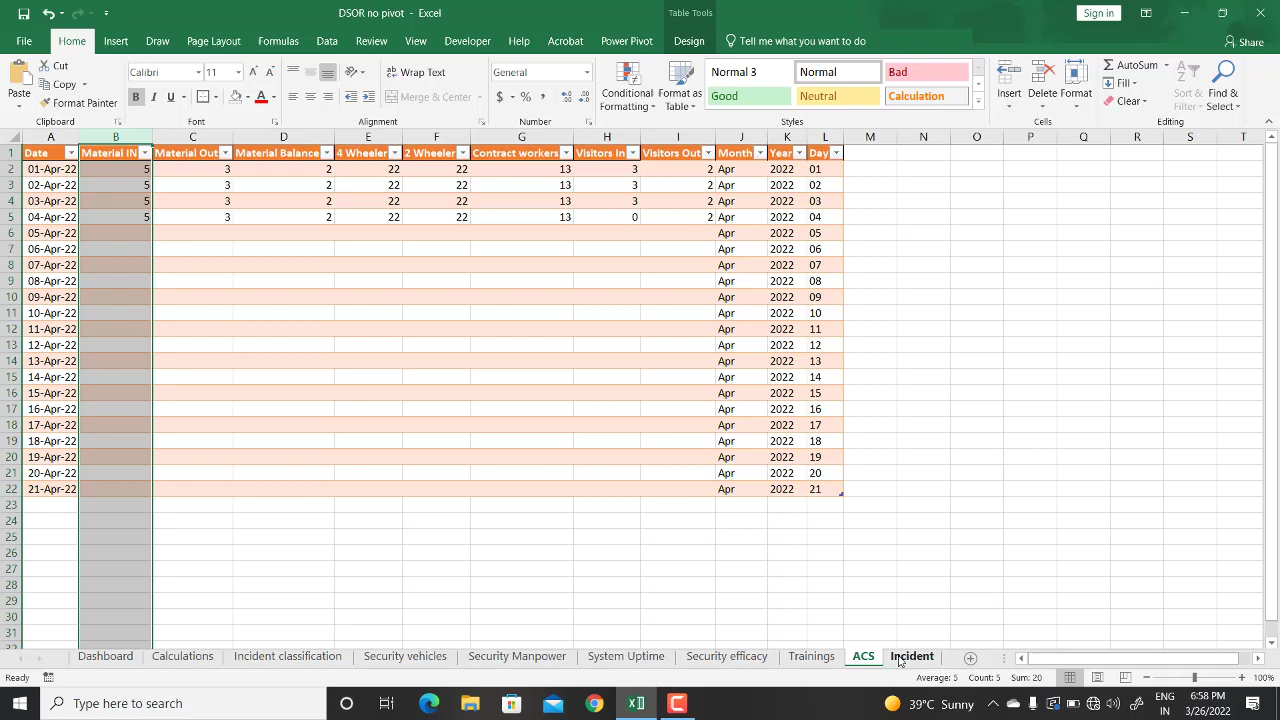 DSOR no pivot - Excel
Table Tools
Sign in
File Home Insert Draw Page Layout Formulas Data Review View Developer Help Acrobat Power Pivot Design Tell me what you want to do Share
Paste
Cut
Copy
Format Painter
Clipboard
Calibri 11
B I U
Font
Wrap Text
Merge & Center
Alignment
General
$ % ,
Number
Conditional Formatting
Format as Table
Normal 3 Normal Bad
Good Neutral Calculation
Styles
Insert Delete Format
Cells
AutoSum
Fill
Clear
Sort & Filter
Find & Select
Editing
A B C D E F G H I J K L M N O P Q R S T
1 Date Material IN Material Out Material Balance 4 Wheeler 2 Wheeler Contract workers Visitors In Visitors Out Month Year Day
2 01-Apr-22 5 3 2 22 22 13 3 2 Apr 2022 01
3 02-Apr-22 5 3 2 22 22 13 3 2 Apr 2022 02
4 03-Apr-22 5 3 2 22 22 13 3 2 Apr 2022 03
5 04-Apr-22 5 3 2 22 22 13 0 2 Apr 2022 04
6 05-Apr-22 Apr 2022 05
7 06-Apr-22 Apr 2022 06
8 07-Apr-22 Apr 2022 07
9 08-Apr-22 Apr 2022 08
10 09-Apr-22 Apr 2022 09
11 10-Apr-22 Apr 2022 10
12 11-Apr-22 Apr 2022 11
13 12-Apr-22 Apr 2022 12
14 13-Apr-22 Apr 2022 13
15 14-Apr-22 Apr 2022 14
16 15-Apr-22 Apr 2022 15
17 16-Apr-22 Apr 2022 16
18 17-Apr-22 Apr 2022 17
19 18-Apr-22 Apr 2022 18
20 19-Apr-22 Apr 2022 19
21 20-Apr-22 Apr 2022 20
22 21-Apr-22 Apr 2022 21
23
24
25
26
27
28
29
30
31
32
Dashboard Calculations Incident classification Security vehicles Security Manpower System Uptime Security efficacy Trainings ACS Incident
Ready Average: 5 Count: 5 Sum: 20 100%
Type here to search 39°C Sunny ENG 6:58 PM
IN 3/26/2022